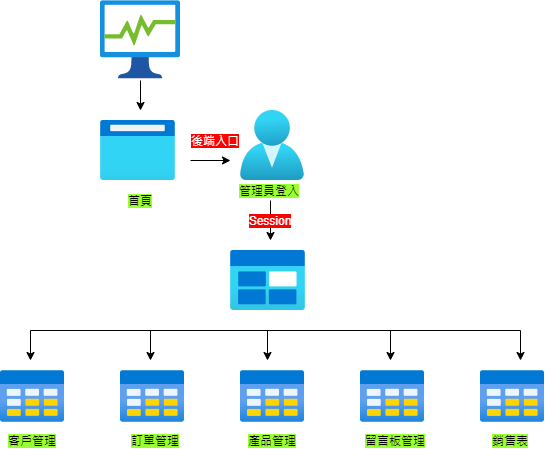 後端入口
首頁
管理員登入
Session
客戶管理
訂單管理
產品管理
留言板管理
銷售表